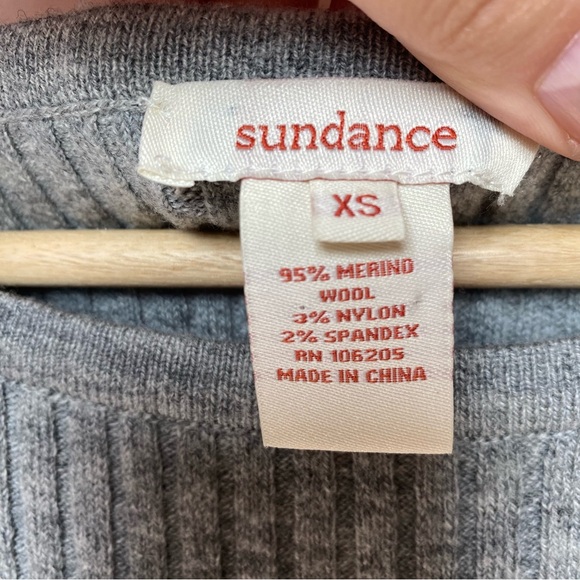 sundance
XS
95% MERINO
WOOL
3% NYLON
2% SPANDEX
RN 106205
MADE IN CHINA